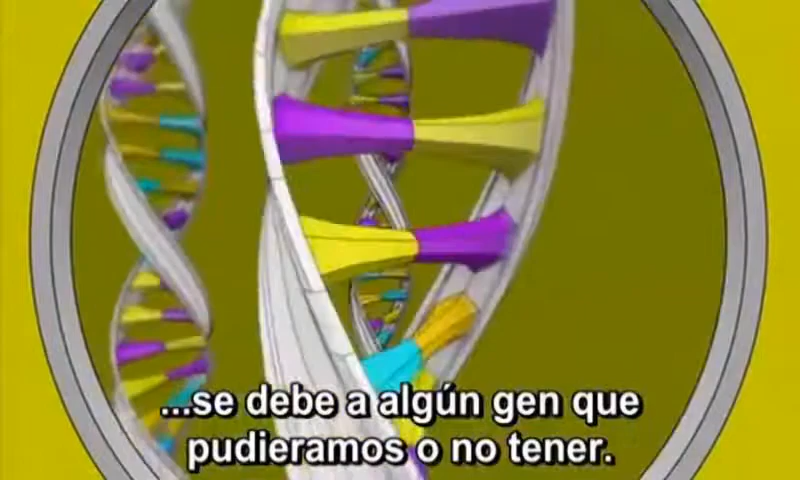 ...se debe a algún gen que
pudieramos o no tener.